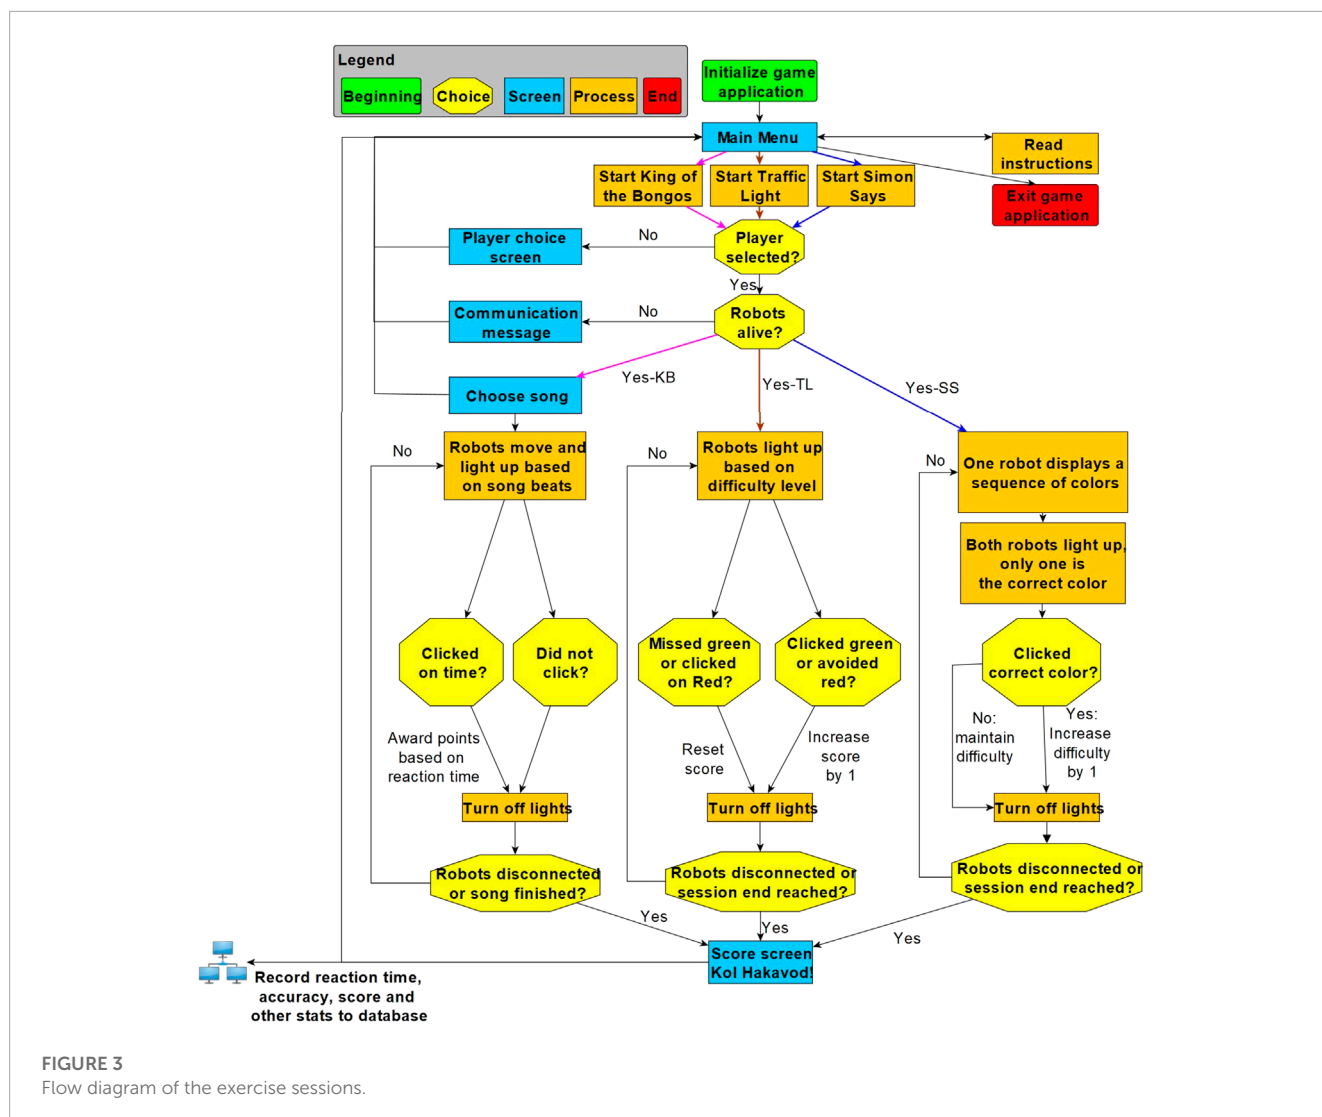 Legend
Beginning
Choice
Screen
Process
End
Initialize game
application
Main Menu
Read
instructions
Exit game
application
Start King of
the Bongos
Start Traffic
Light
Start Simon
Says
Player
selected?
No
Player choice
screen
Yes
Robots
alive?
No
Communication
message
Yes-KB
Yes-TL
Yes-SS
Choose song
No
Robots move and
light up based
on song beats
No
Robots light up
based on
difficulty level
No
One robot displays a
sequence of colors
Both robots light up,
only one is
the correct color
Clicked
on time?
Did not
click?
Missed green
or clicked
on Red?
Clicked green
or avoided
red?
Clicked
correct color?
Award points
based on
reaction time
Reset
score
Increase
score
by 1
No:
maintain
difficulty
Yes:
Increase
difficulty
by 1
Turn off lights
Turn off lights
Turn off lights
Robots disconnected
or song finished?
Robots disconnected or
session end reached?
Robots disconnected or
session end reached?
Yes
Yes
Yes
Score screen
Kol Hakavod!
Record reaction time,
accuracy, score and
other stats to database
FIGURE 3
Flow diagram of the exercise sessions.